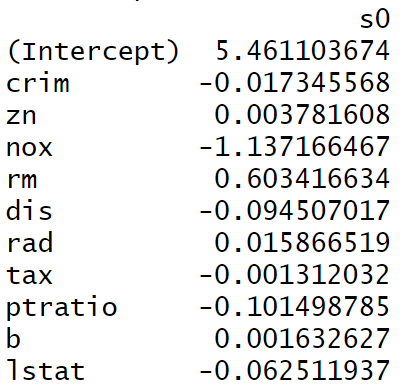 s0
(Intercept) 5.461103674
crim -0.017345568
zn 0.003781608
nox -1.137166467
rm 0.603416634
dis -0.094507017
rad 0.015866519
tax -0.001312032
ptratio -0.101498785
b 0.001632627
lstat -0.062511937